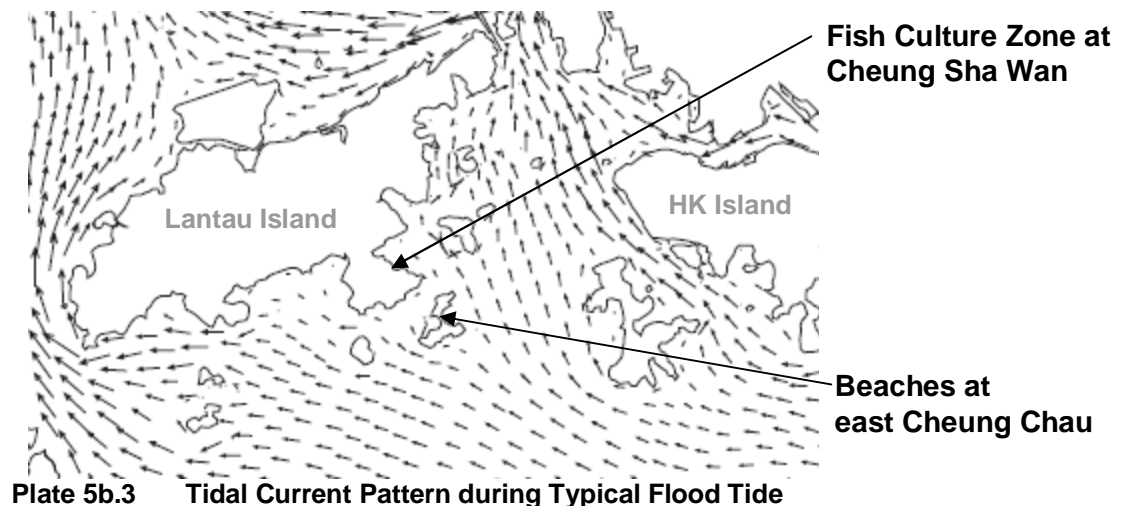 Fish Culture Zone at
Cheung Sha Wan
Lantau Island
HK Island
Beaches at
east Cheung Chau
Plate 5b.3 Tidal Current Pattern during Typical Flood Tide